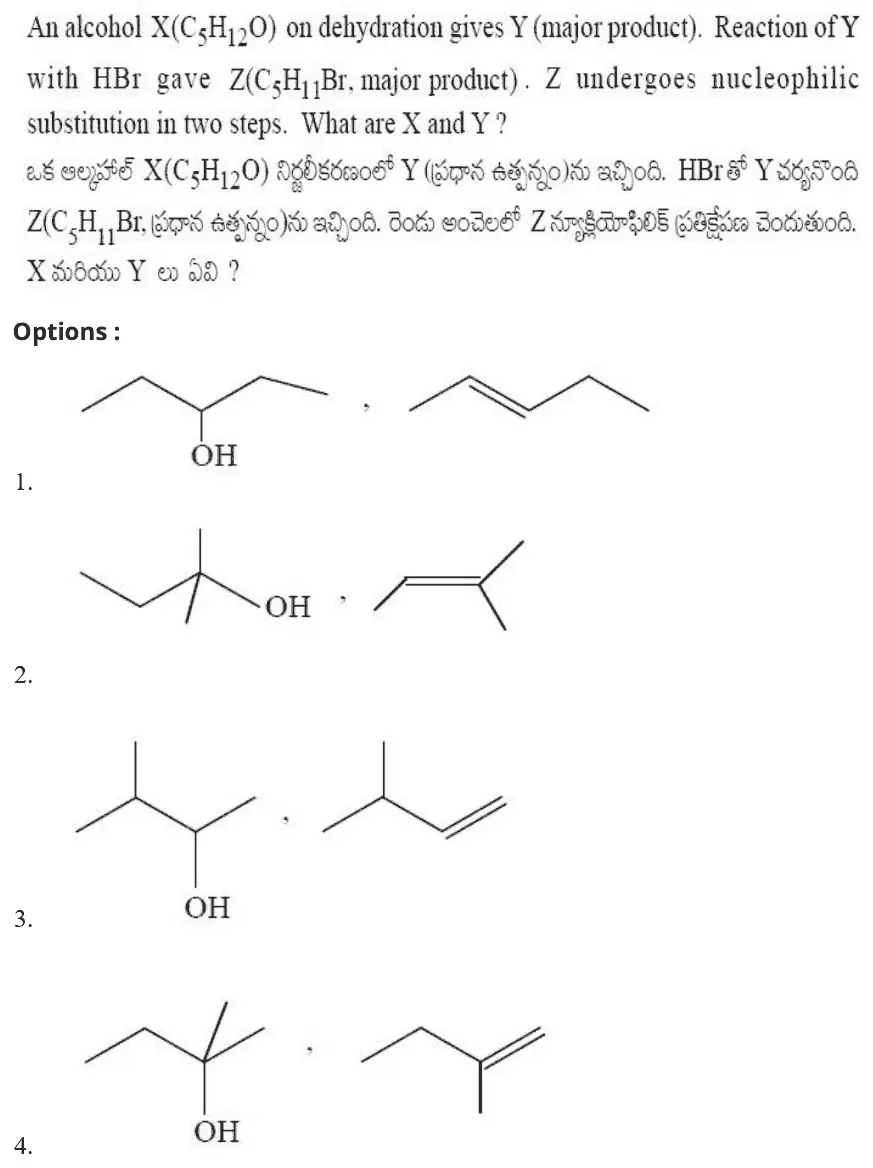 An alcohol X(C₅H₁₂O) on dehydration gives Y (major product). Reaction of Y
with HBr gave Z(C₅H₁₁Br, major product). Z undergoes nucleophilic
substitution in two steps. What are X and Y ?
ఒక ఆల్కహాల్ X(C₅H₁₂O) నిర్జలీకరణంలో Y (ప్రధాన ఉత్పన్నం)ను ఇచ్చింది. HBr తో Y చర్యనొంది
Z(C₅H₁₁Br, ప్రధాన ఉత్పన్నం)ను ఇచ్చింది. రెండు అంచెలలో Z న్యూక్లియోఫిలిక్ ప్రతిక్షేపణ చెందుతుంది.
X మరియు Y లు ఏవి ?
Options :
,
OH
1.
OH ,
2.
,
OH
3.
,
OH
4.